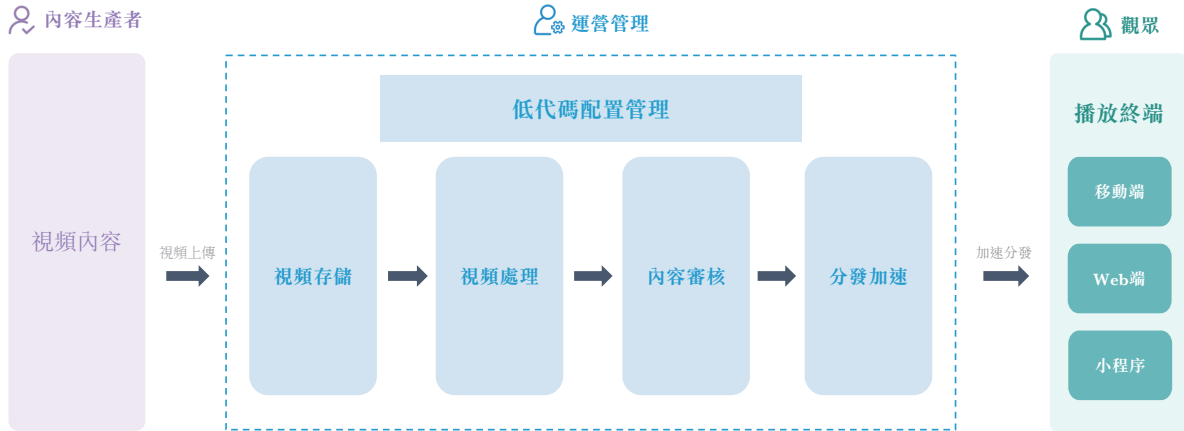 內容生產者
運營管理
觀眾
低代碼配置管理
播放終端
視頻內容
視頻上傳
視頻存儲
視頻處理
內容審核
分發加速
加速分發
移動端
Web端
小程序